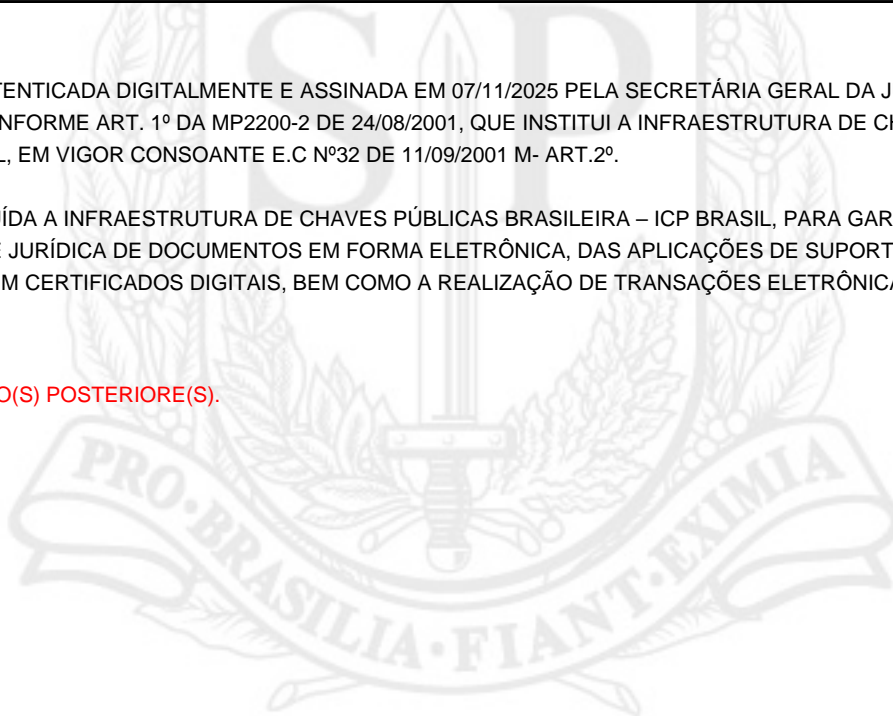 TENTICADA DIGITALMENTE E ASSINADA EM 07/11/2025 PELA SECRETÁRIA GERAL DA J
NFORME ART. 1º DA MP2200-2 DE 24/08/2001, QUE INSTITUI A INFRAESTRUTURA DE CH
L, EM VIGOR CONSOANTE E.C Nº32 DE 11/09/2001 M- ART.2º.
UÍDA A INFRAESTRUTURA DE CHAVES PÚBLICAS BRASILEIRA – ICP BRASIL, PARA GAR
E JURÍDICA DE DOCUMENTOS EM FORMA ELETRÔNICA, DAS APLICAÇÕES DE SUPORT
M CERTIFICADOS DIGITAIS, BEM COMO A REALIZAÇÃO DE TRANSAÇÕES ELETRÔNICA
O(S) POSTERIORE(S).
SP
PRO·BRASILIA·FIANT·EXIMIA